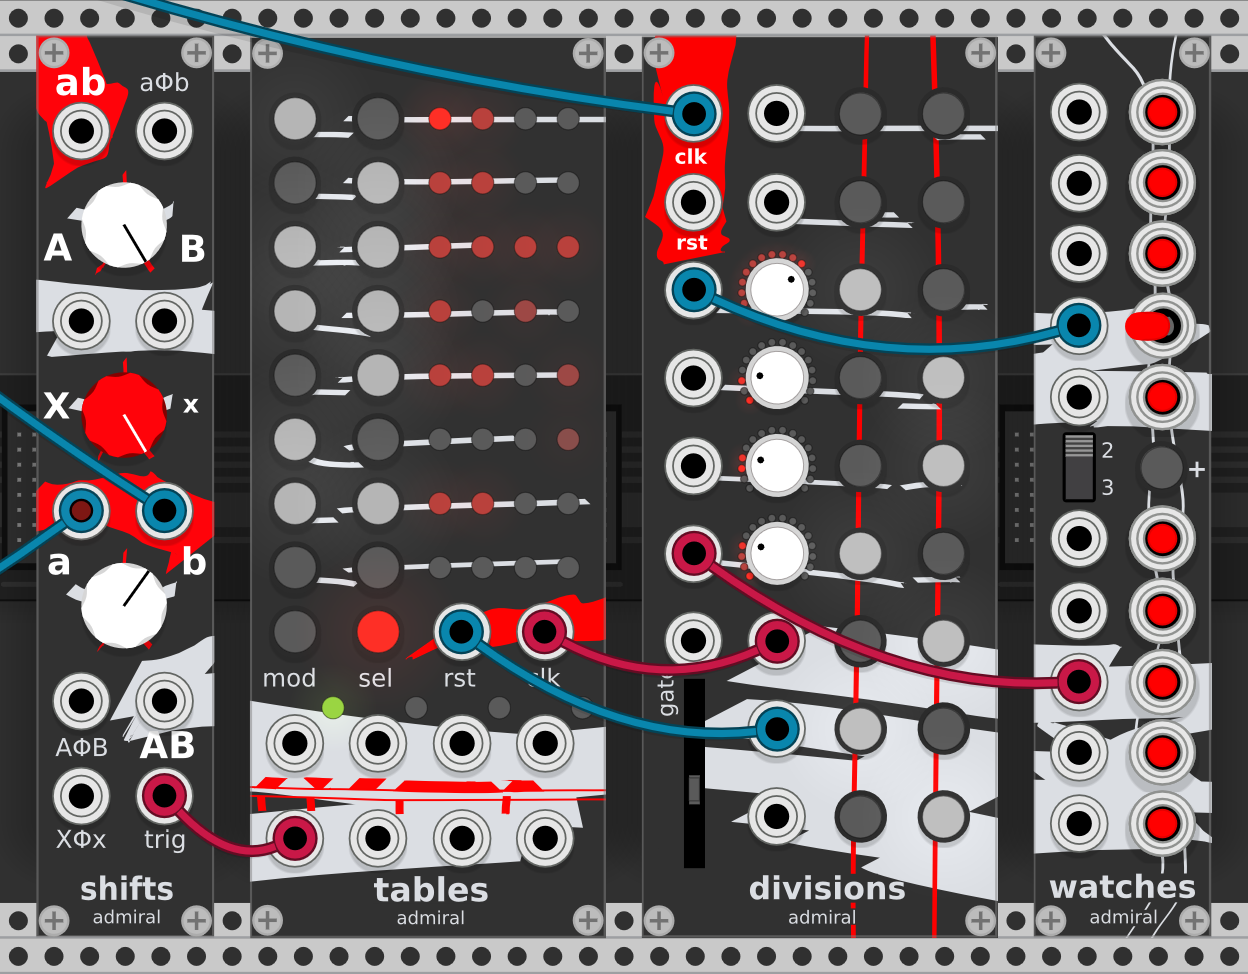 ab
aΦb
A
B
X
x
a
b
AΦB
AB
XΦx
trig
shifts
admiral
mod
sel
rst
clk
tables
admiral
clk
rst
gate
divisions
admiral
2
+
3
watches
admiral